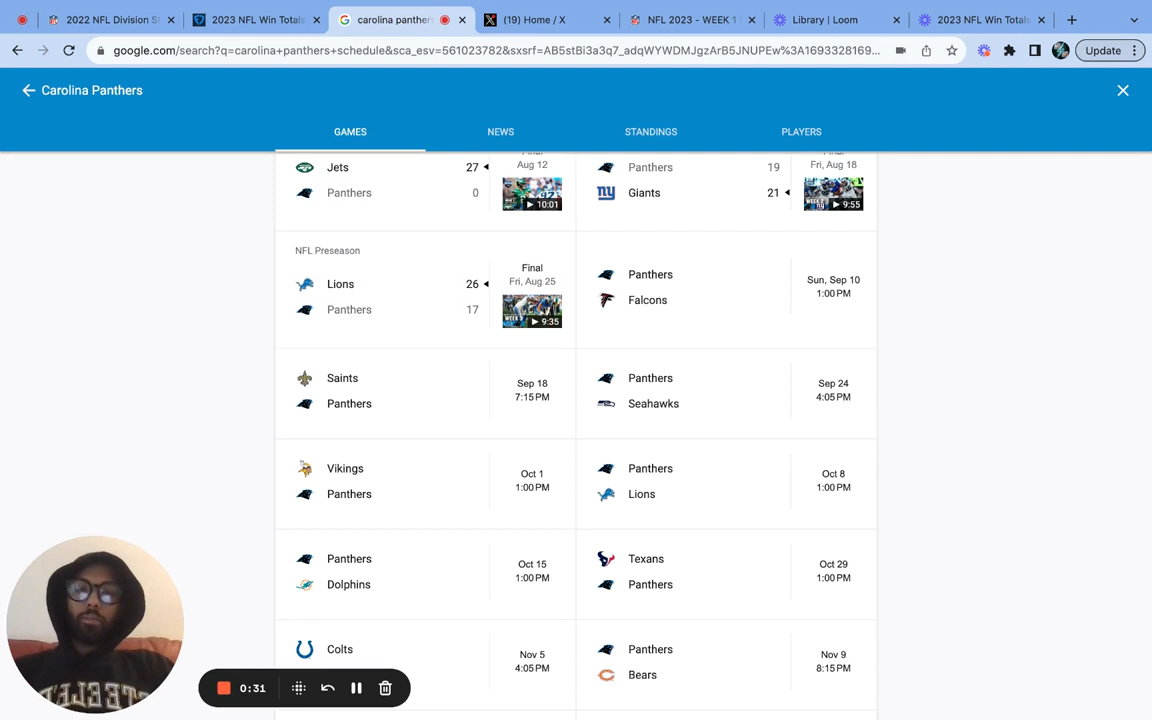 2022 NFL Division St
2023 NFL Win Totals
carolina panthers
(19) Home / X
NFL 2023 - WEEK 1
Library | Loom
2023 NFL Win Totals
google.com/search?q=carolina+panthers+schedule&sca_esv=561023782&sxsrf=AB5stBi3a3q7_adqWYWDMJgzArB5JNUPEw%3A1693328169...
Update
Carolina Panthers
GAMES
NEWS
STANDINGS
PLAYERS
Jets
27
Final
Aug 12
Panthers
0
10:01
Panthers
19
Final
Fri, Aug 18
Giants
21
9:55
NFL Preseason
Lions
26
Final
Fri, Aug 25
Panthers
17
WEEK 3
9:35
Panthers
Falcons
Sun, Sep 10
1:00 PM
Saints
Panthers
Sep 18
7:15 PM
Panthers
Seahawks
Sep 24
4:05 PM
Vikings
Panthers
Oct 1
1:00 PM
Panthers
Lions
Oct 8
1:00 PM
Panthers
Dolphins
Oct 15
1:00 PM
Texans
Panthers
Oct 29
1:00 PM
Colts
Nov 5
4:05 PM
Panthers
Bears
Nov 9
8:15 PM
0:31